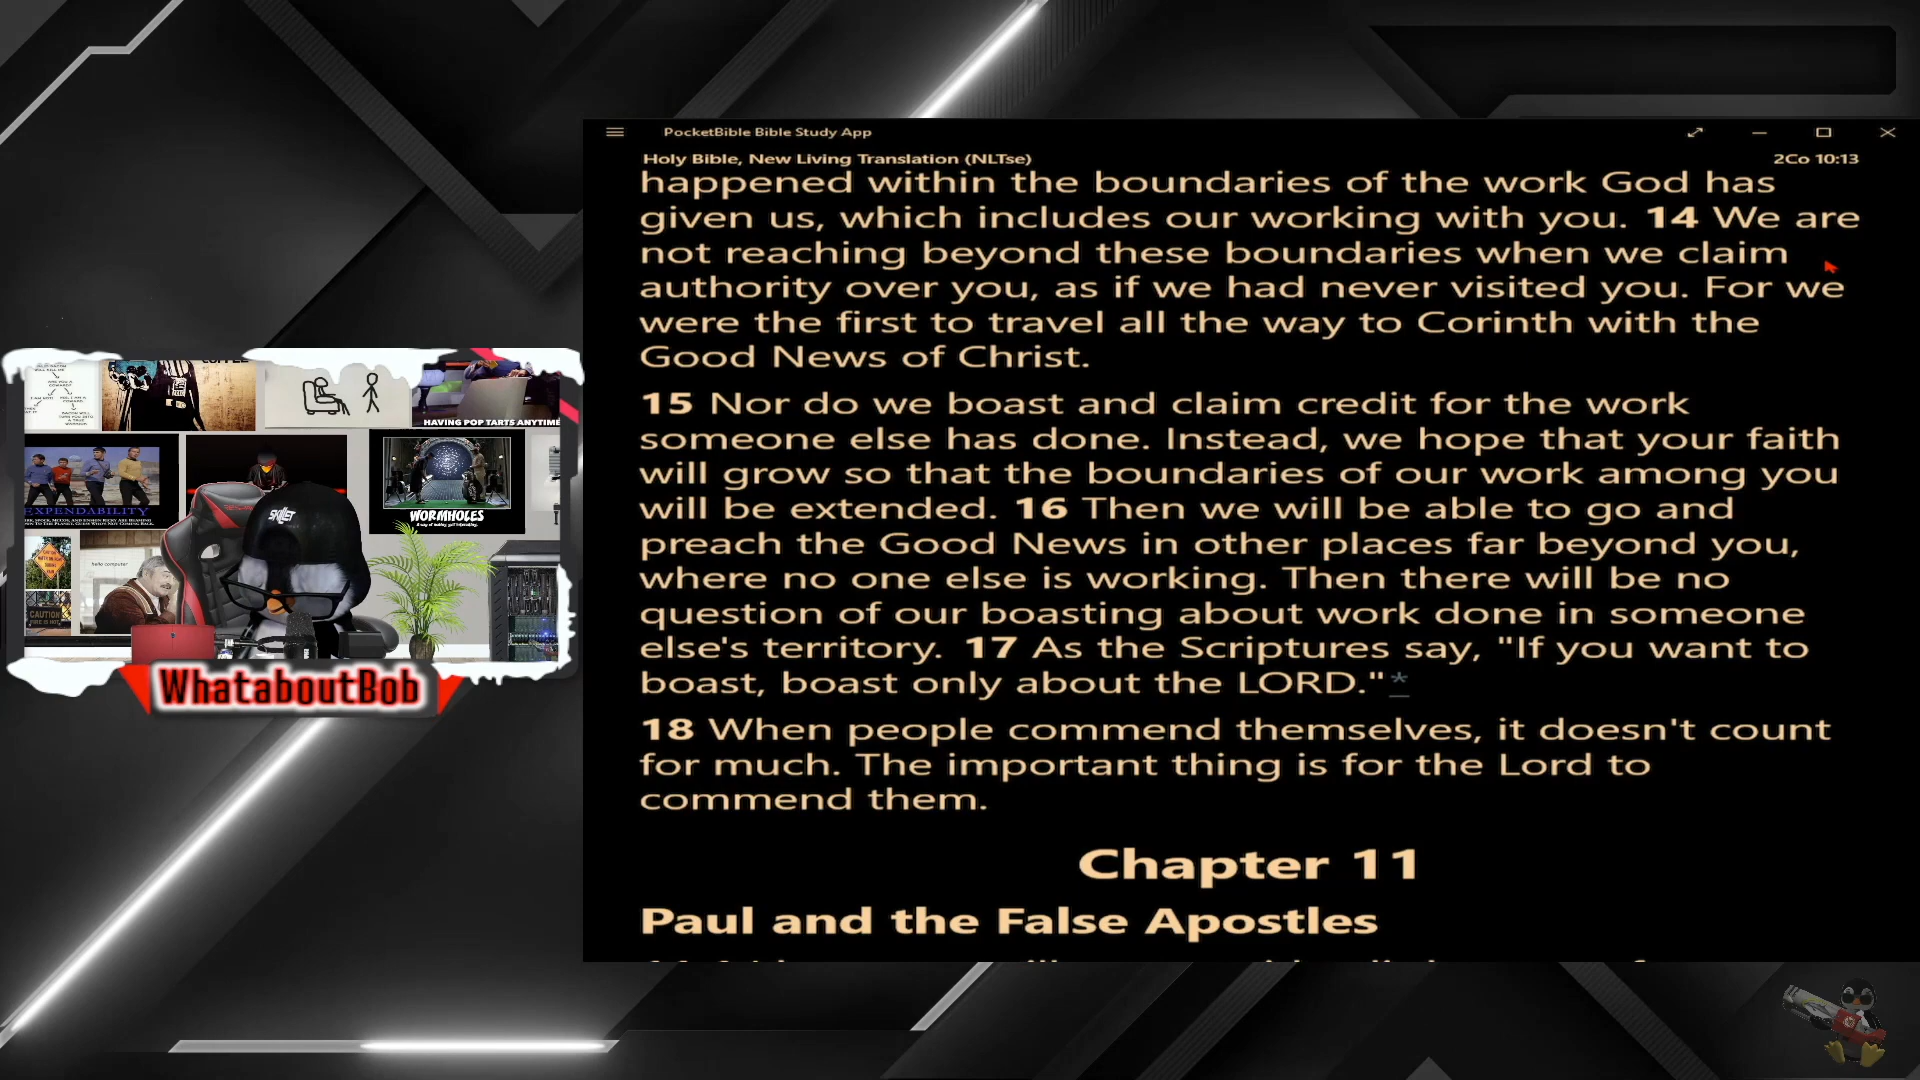 PocketBible Bible Study App
Holy Bible, New Living Translation (NLTse)
2Co 10:13
happened within the boundaries of the work God has
given us, which includes our working with you. 14 We are
not reaching beyond these boundaries when we claim
authority over you, as if we had never visited you. For we
were the first to travel all the way to Corinth with the
Good News of Christ.
15 Nor do we boast and claim credit for the work
someone else has done. Instead, we hope that your faith
will grow so that the boundaries of our work among you
will be extended. 16 Then we will be able to go and
preach the Good News in other places far beyond you,
where no one else is working. Then there will be no
question of our boasting about work done in someone
else's territory. 17 As the Scriptures say, "If you want to
boast, boast only about the LORD."*
18 When people commend themselves, it doesn't count
for much. The important thing is for the Lord to
commend them.
Chapter 11
Paul and the False Apostles
HAVING POP TARTS ANYTIME
EXPENDABILITY
WORMHOLES
hello computer
CAUTION
SKILLET
WhataboutBob